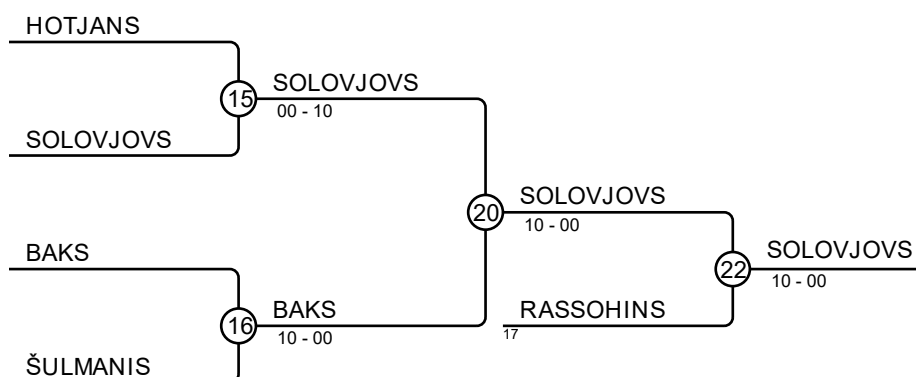 HOTJANS
15
SOLOVJOVS
00 - 10
SOLOVJOVS
20
SOLOVJOVS
10 - 00
BAKS
22
SOLOVJOVS
10 - 00
16
BAKS
10 - 00
RASSOHINS
17
ŠULMANIS